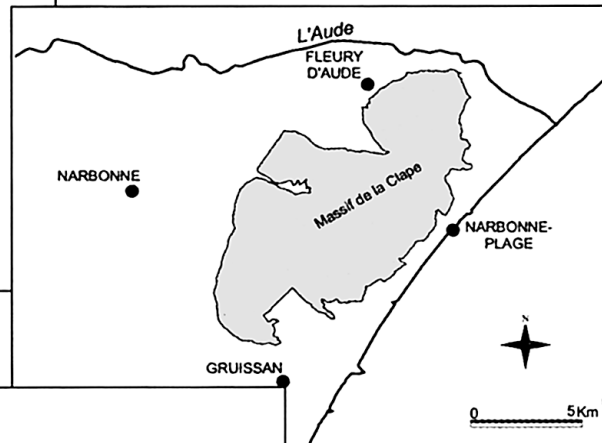 L'Aude
FLEURY
D'AUDE
NARBONNE
Massif de la Clape
NARBONNE-
PLAGE
N
GRUISSAN
0 5Km